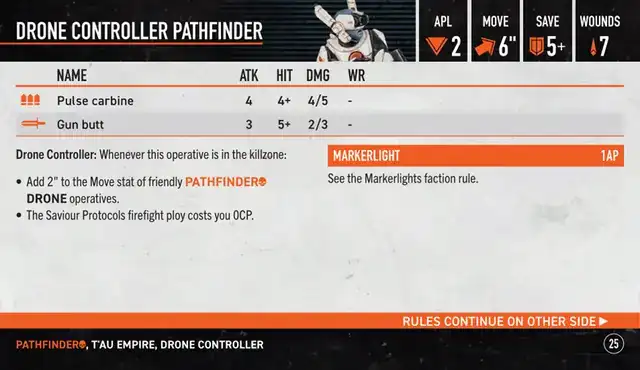 DRONE CONTROLLER PATHFINDER
APL MOVE SAVE WOUNDS
2 6" 5+ 7
NAME ATK HIT DMG WR
Pulse carbine 4 4+ 4/5 -
Gun butt 3 5+ 2/3 -
Drone Controller: Whenever this operative is in the killzone:
• Add 2" to the Move stat of friendly PATHFINDER
DRONE operatives.
• The Saviour Protocols firefight ploy costs you 0CP.
MARKERLIGHT 1AP
See the Markerlights faction rule.
RULES CONTINUE ON OTHER SIDE ▶
PATHFINDER, T'AU EMPIRE, DRONE CONTROLLER
25